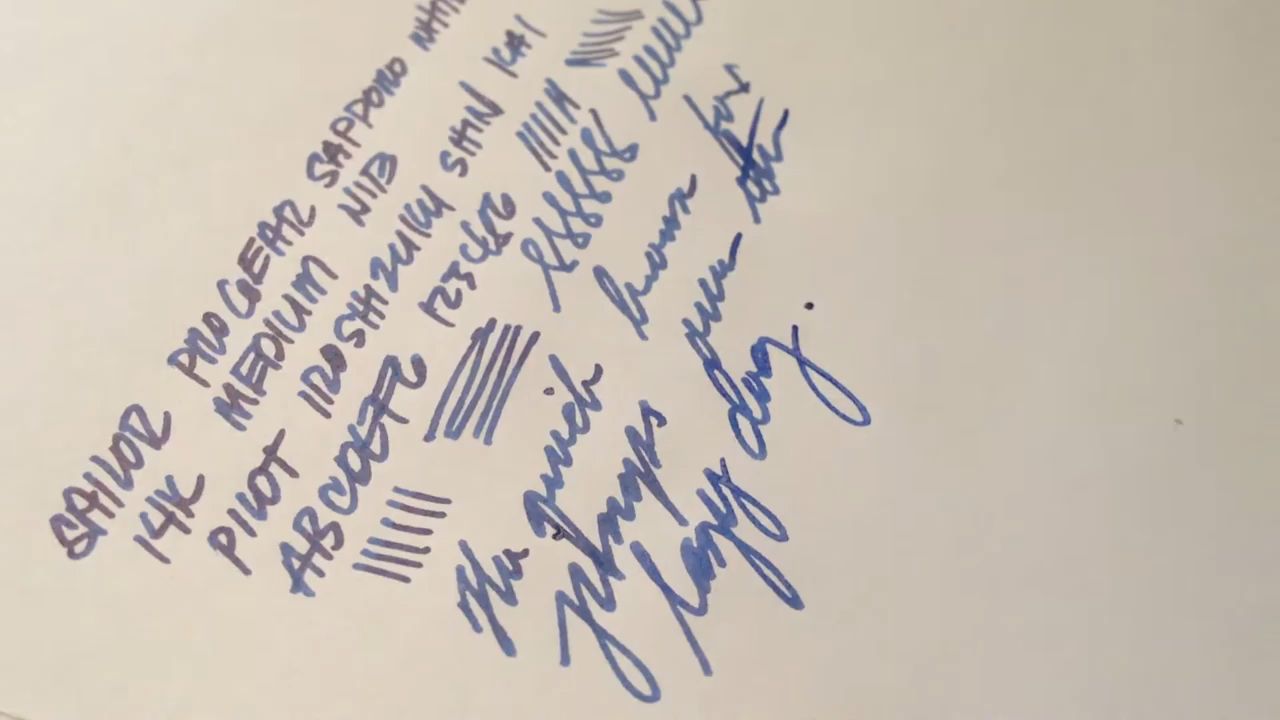 SAILOR PROGEAR SAPPORO
14K MEDIUM NIB
PILOT IROSHIZUKU SHIN KAI
ABCDEFG 123456
The quick brown fox
jumps over the
lazy dog.